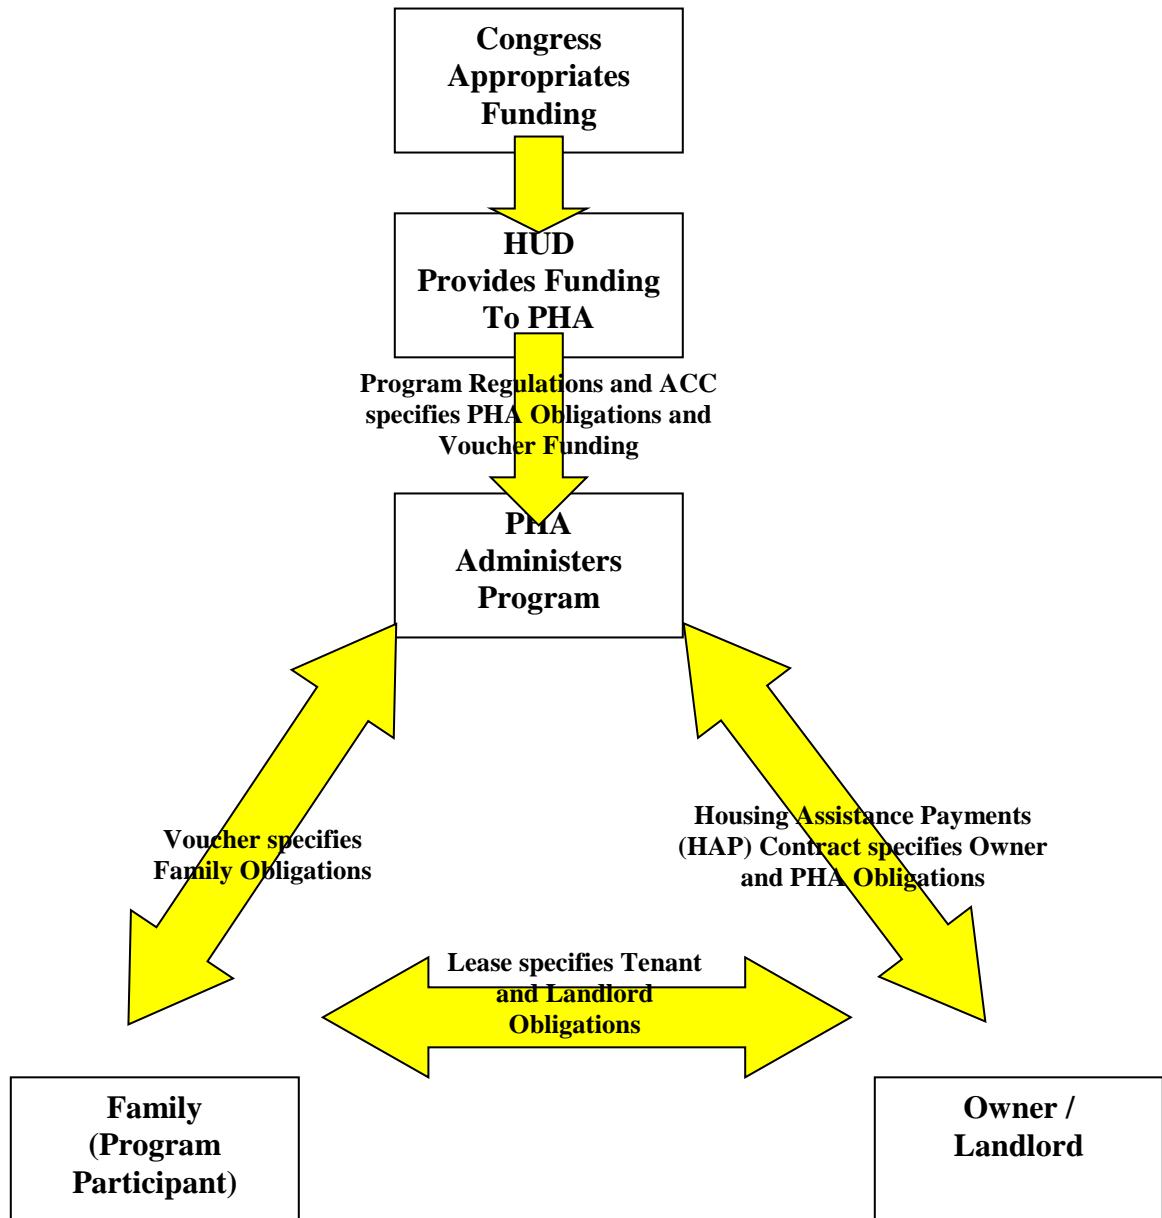 Congress
Appropriates
Funding
HUD
Provides Funding
To PHA
Program Regulations and ACC
specifies PHA Obligations and
Voucher Funding
PHA
Administers
Program
Voucher specifies
Family Obligations
Housing Assistance Payments
(HAP) Contract specifies Owner
and PHA Obligations
Lease specifies Tenant
and Landlord
Obligations
Family
(Program
Participant)
Owner /
Landlord